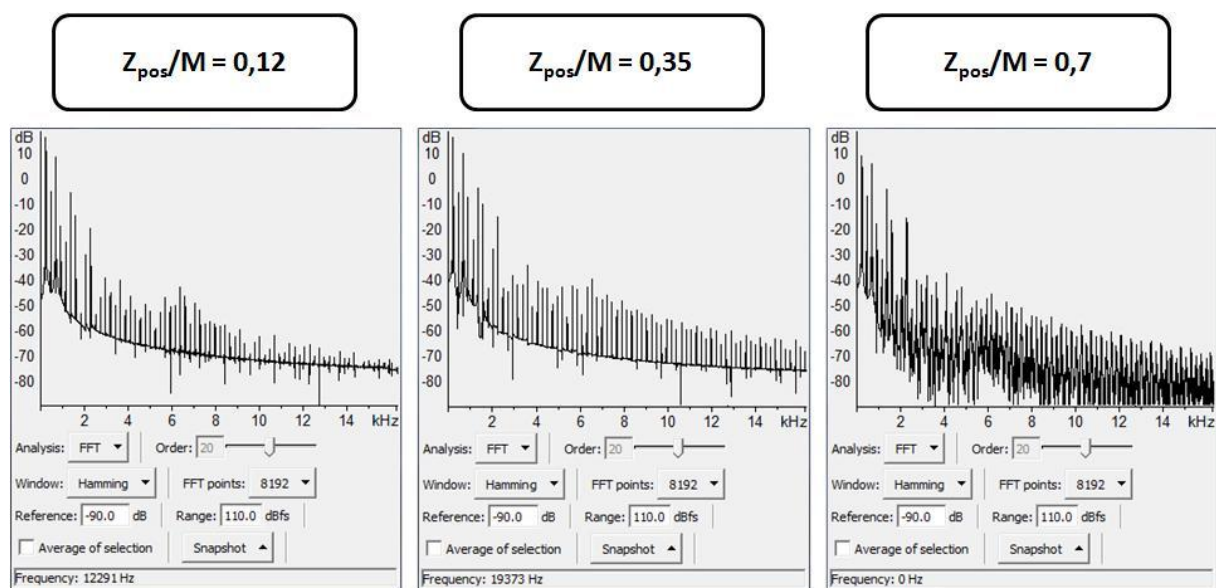 Zpos/M = 0,12
Zpos/M = 0,35
Zpos/M = 0,7
dB
10
0
-10
-20
-30
-40
-50
-60
-70
-80
2 4 6 8 10 12 14 kHz
Analysis: FFT Order: 20
Window: Hamming FFT points: 8192
Reference: -90.0 dB Range: 110.0 dBfs
Average of selection Snapshot
Frequency: 12291 Hz
dB
10
0
-10
-20
-30
-40
-50
-60
-70
-80
2 4 6 8 10 12 14 kHz
Analysis: FFT Order: 20
Window: Hamming FFT points: 8192
Reference: -90.0 dB Range: 110.0 dBfs
Average of selection Snapshot
Frequency: 19373 Hz
dB
10
0
-10
-20
-30
-40
-50
-60
-70
-80
2 4 6 8 10 12 14 kHz
Analysis: FFT Order: 20
Window: Hamming FFT points: 8192
Reference: -90.0 dB Range: 110.0 dBfs
Average of selection Snapshot
Frequency: 0 Hz